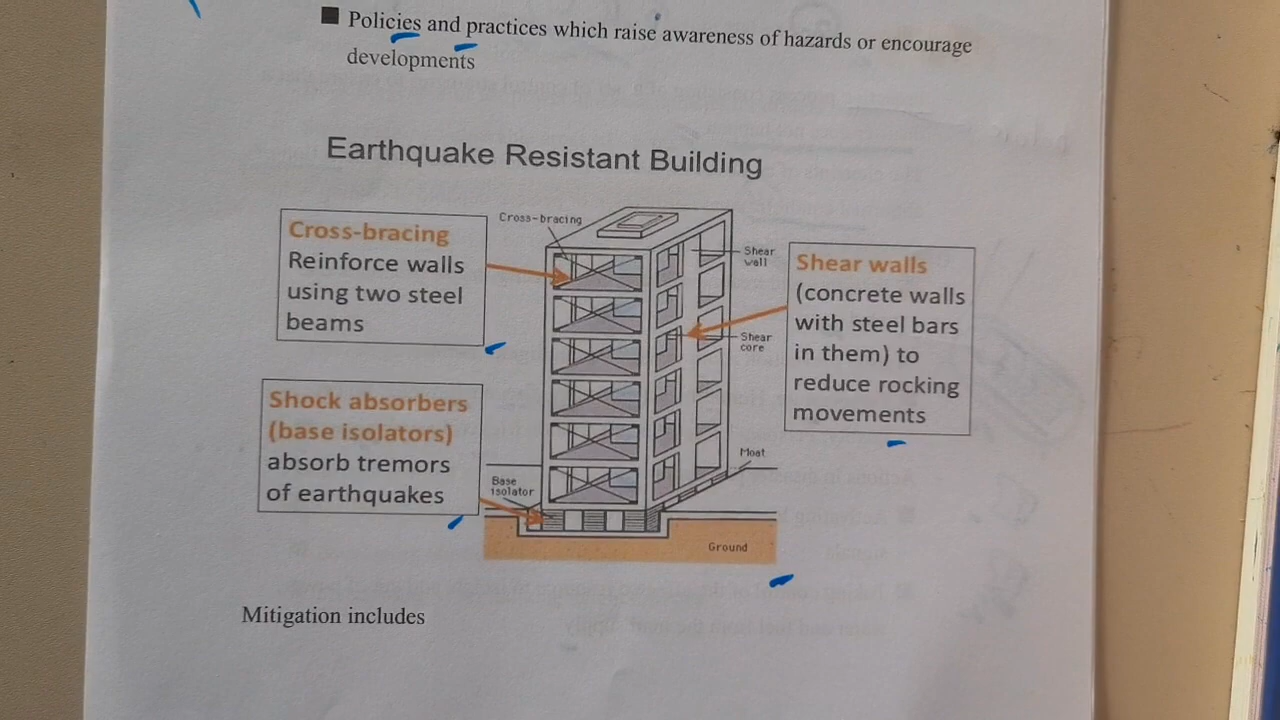 ■ Policies and practices which raise awareness of hazards or encourage
developments
Earthquake Resistant Building
Cross-bracing
Reinforce walls
using two steel
beams
Cross-bracing
Shear
wall
Shear walls
(concrete walls
with steel bars
in them) to
reduce rocking
movements
Shear
core
Shock absorbers
(base isolators)
absorb tremors
of earthquakes
Moat
Base
isolator
Ground
Mitigation includes